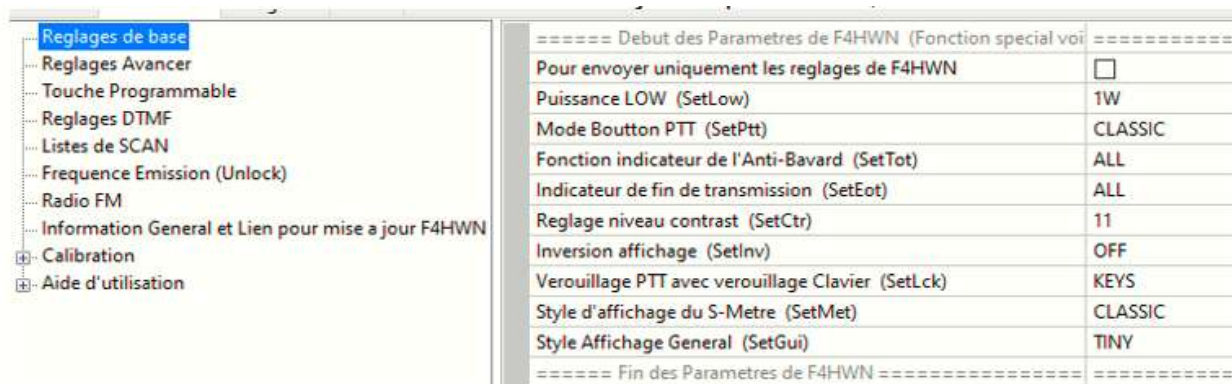 Reglages de base
Reglages Avancer
Touche Programmable
Reglages DTMF
Listes de SCAN
Frequence Emission (Unlock)
Radio FM
Information General et Lien pour mise a jour F4HWN
Calibration
Aide d'utilisation
====== Debut des Parametres de F4HWN (Fonction special voi ===========
Pour envoyer uniquement les reglages de F4HWN
Puissance LOW (SetLow) 1W
Mode Boutton PTT (SetPtt) CLASSIC
Fonction indicateur de l'Anti-Bavard (SetTot) ALL
Indicateur de fin de transmission (SetEot) ALL
Reglage niveau contrast (SetCtr) 11
Inversion affichage (SetInv) OFF
Verouillage PTT avec verouillage Clavier (SetLck) KEYS
Style d'affichage du S-Metre (SetMet) CLASSIC
Style Affichage General (SetGui) TINY
====== Fin des Parametres de F4HWN ================ ===========